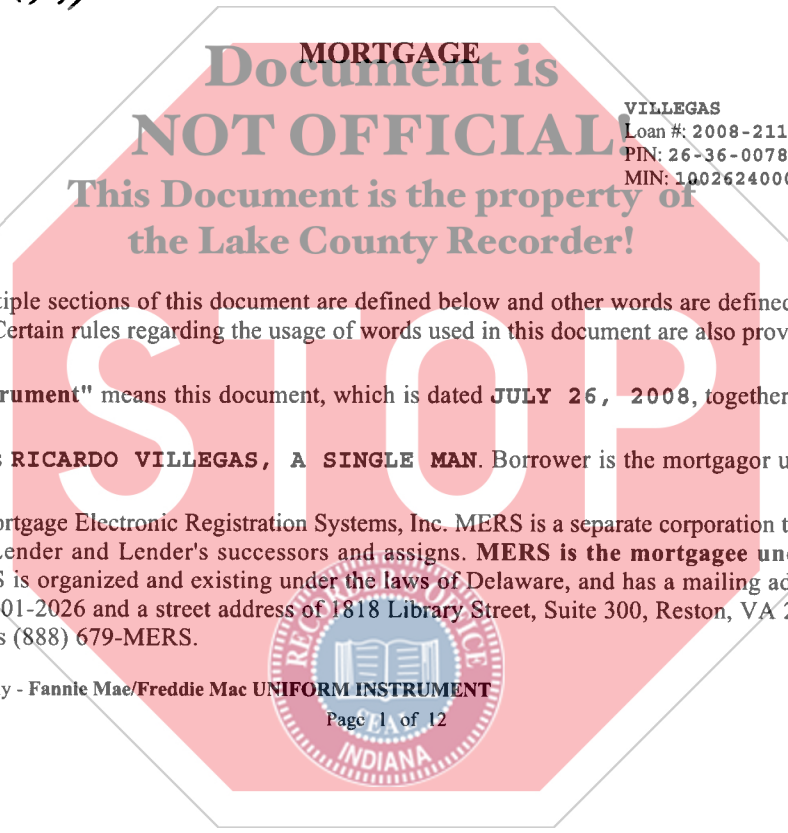 MORTGAGE
Document is
NOT OFFICIAL!
VILLEGAS
Loan #: 2008-211
PIN: 26-36-0078
MIN: 1002624000
This Document is the property of
the Lake County Recorder!
tiple sections of this document are defined below and other words are defined
Certain rules regarding the usage of words used in this document are also prov
rument" means this document, which is dated JULY 26, 2008, together
s RICARDO VILLEGAS, A SINGLE MAN. Borrower is the mortgagor u
STOP
ortgage Electronic Registration Systems, Inc. MERS is a separate corporation t
Lender and Lender's successors and assigns. MERS is the mortgagee un
S is organized and existing under the laws of Delaware, and has a mailing ad
01-2026 and a street address of 1818 Library Street, Suite 300, Reston, VA 2
s (888) 679-MERS.
y - Fannie Mae/Freddie Mac UNIFORM INSTRUMENT
Page 1 of 12
RECORDER'S OFFICE
SEAL
INDIANA